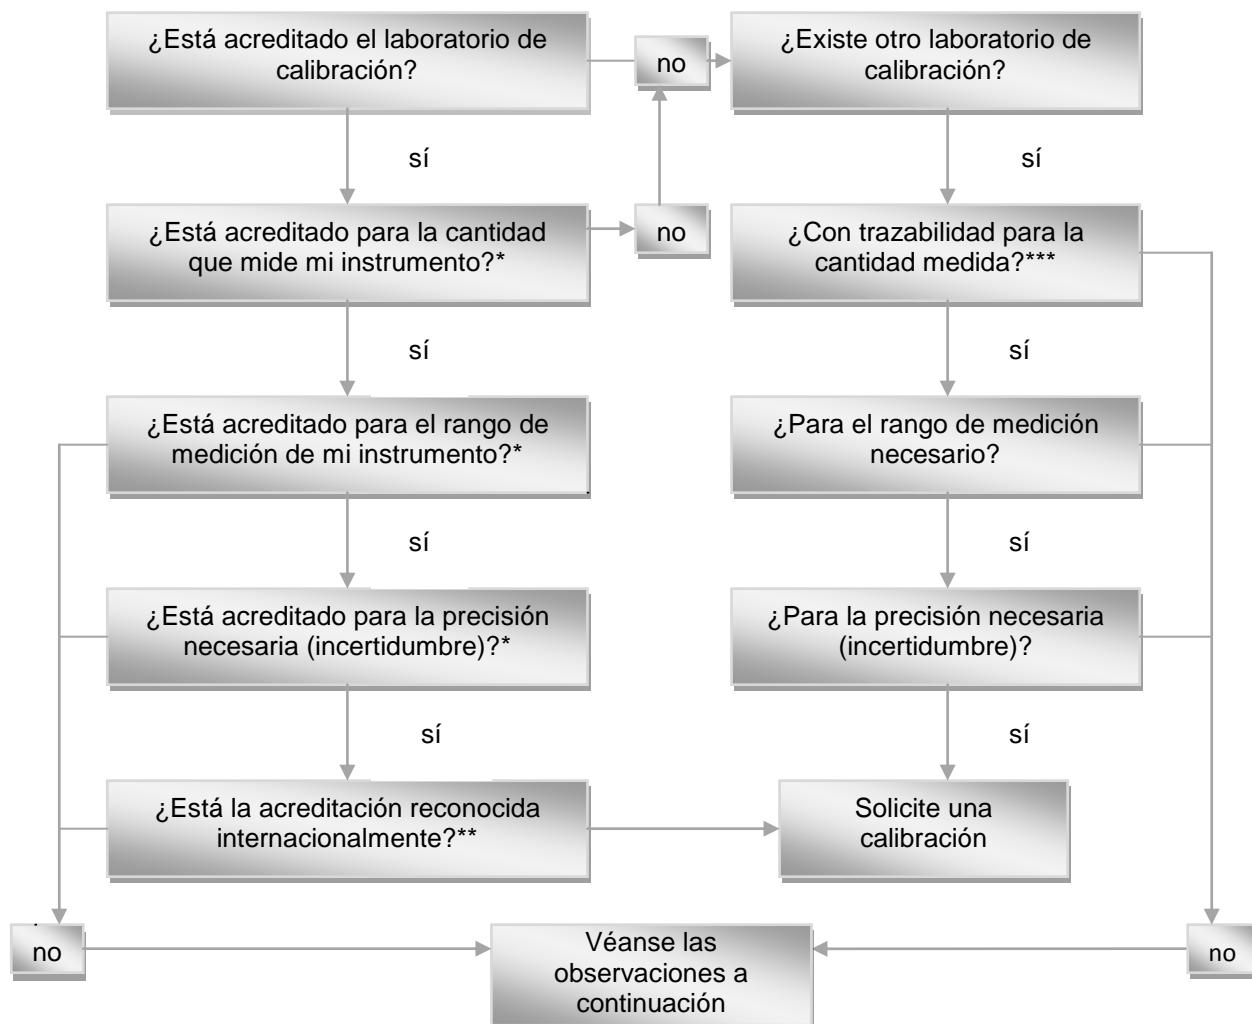 ¿Está acreditado el laboratorio de
calibración?
no
¿Existe otro laboratorio de
calibración?
sí
sí
¿Está acreditado para la cantidad
que mide mi instrumento?*
no
¿Con trazabilidad para la
cantidad medida?***
sí
sí
¿Está acreditado para el rango de
medición de mi instrumento?*
¿Para el rango de medición
necesario?
sí
sí
¿Está acreditado para la precisión
necesaria (incertidumbre)?*
¿Para la precisión necesaria
(incertidumbre)?
sí
sí
¿Está la acreditación reconocida
internacionalmente?**
Solicite una
calibración
no
Véanse las
observaciones a
continuación
no